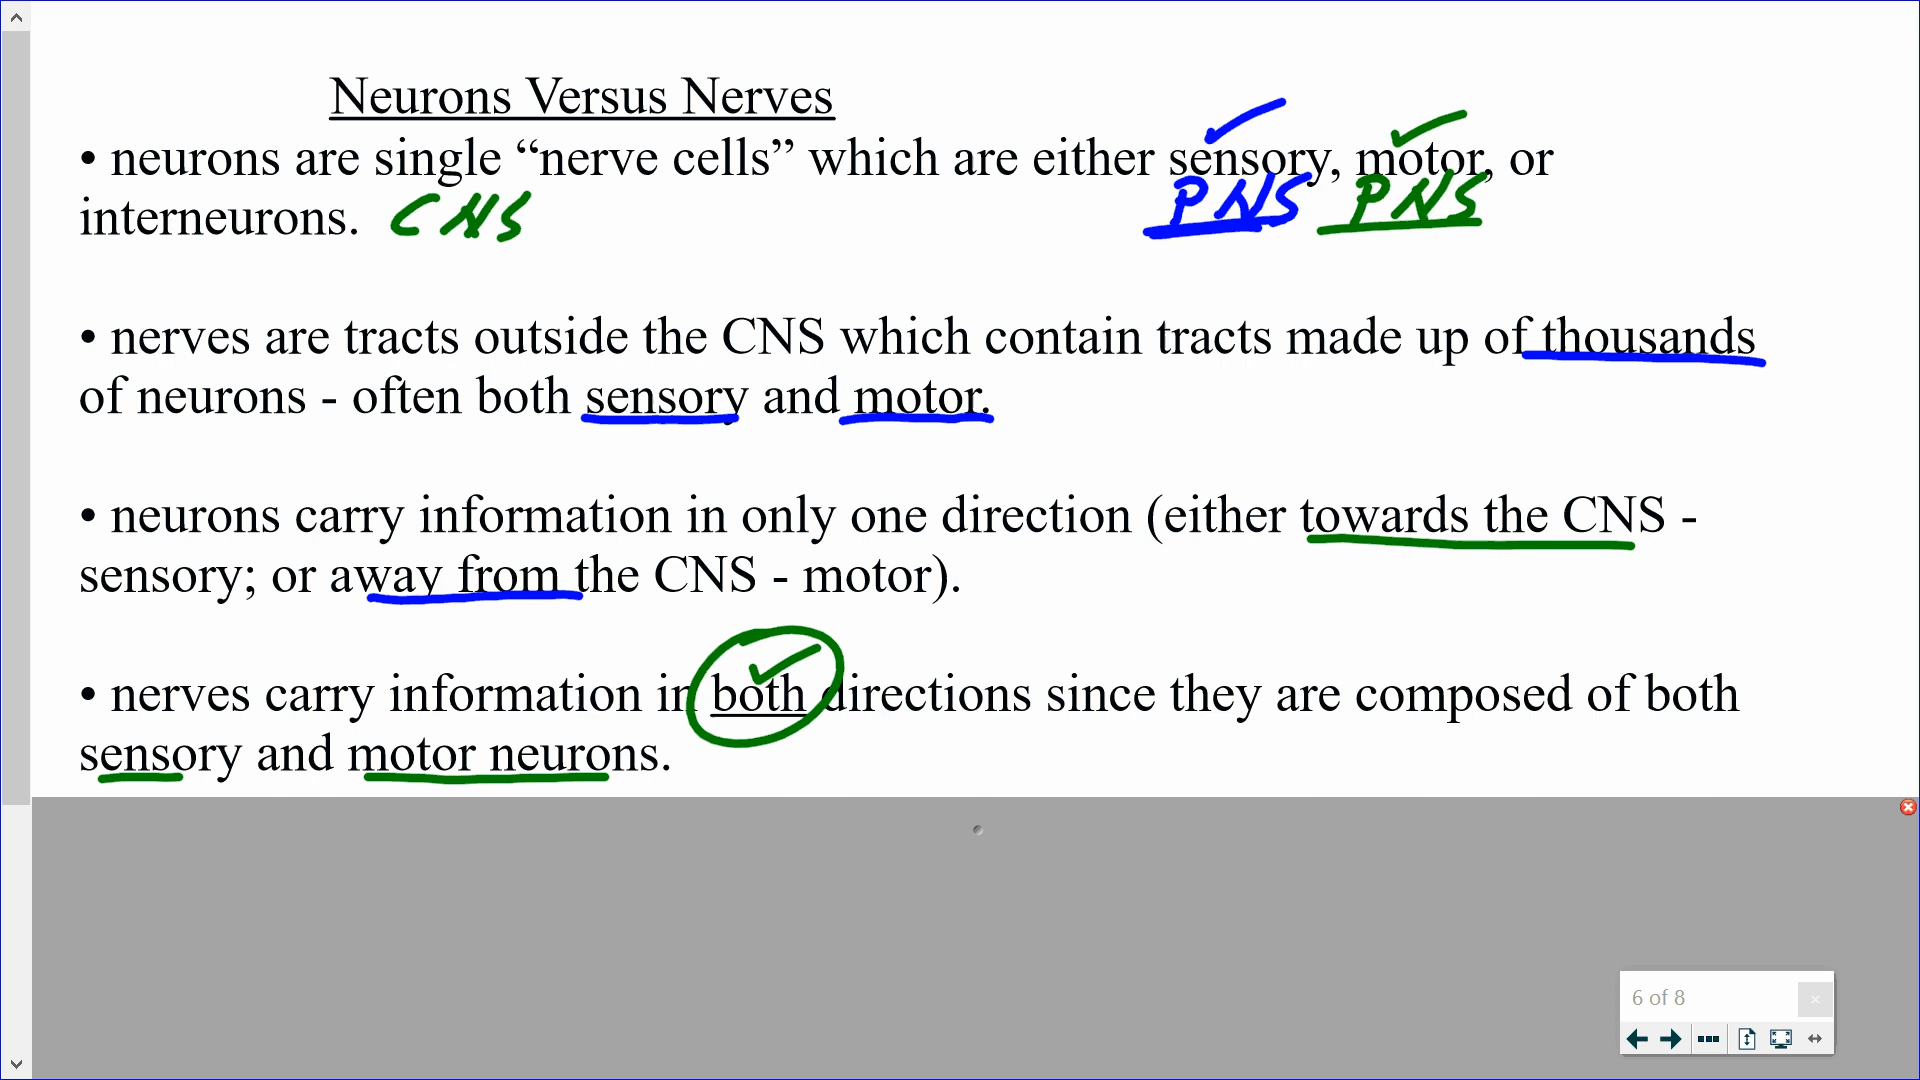 Neurons Versus Nerves
• neurons are single “nerve cells” which are either sensory, motor, or
PNS PNS
interneurons. CNS
• nerves are tracts outside the CNS which contain tracts made up of thousands
of neurons - often both sensory and motor.
• neurons carry information in only one direction (either towards the CNS -
sensory; or away from the CNS - motor).
• nerves carry information in both directions since they are composed of both
sensory and motor neurons.
6 of 8